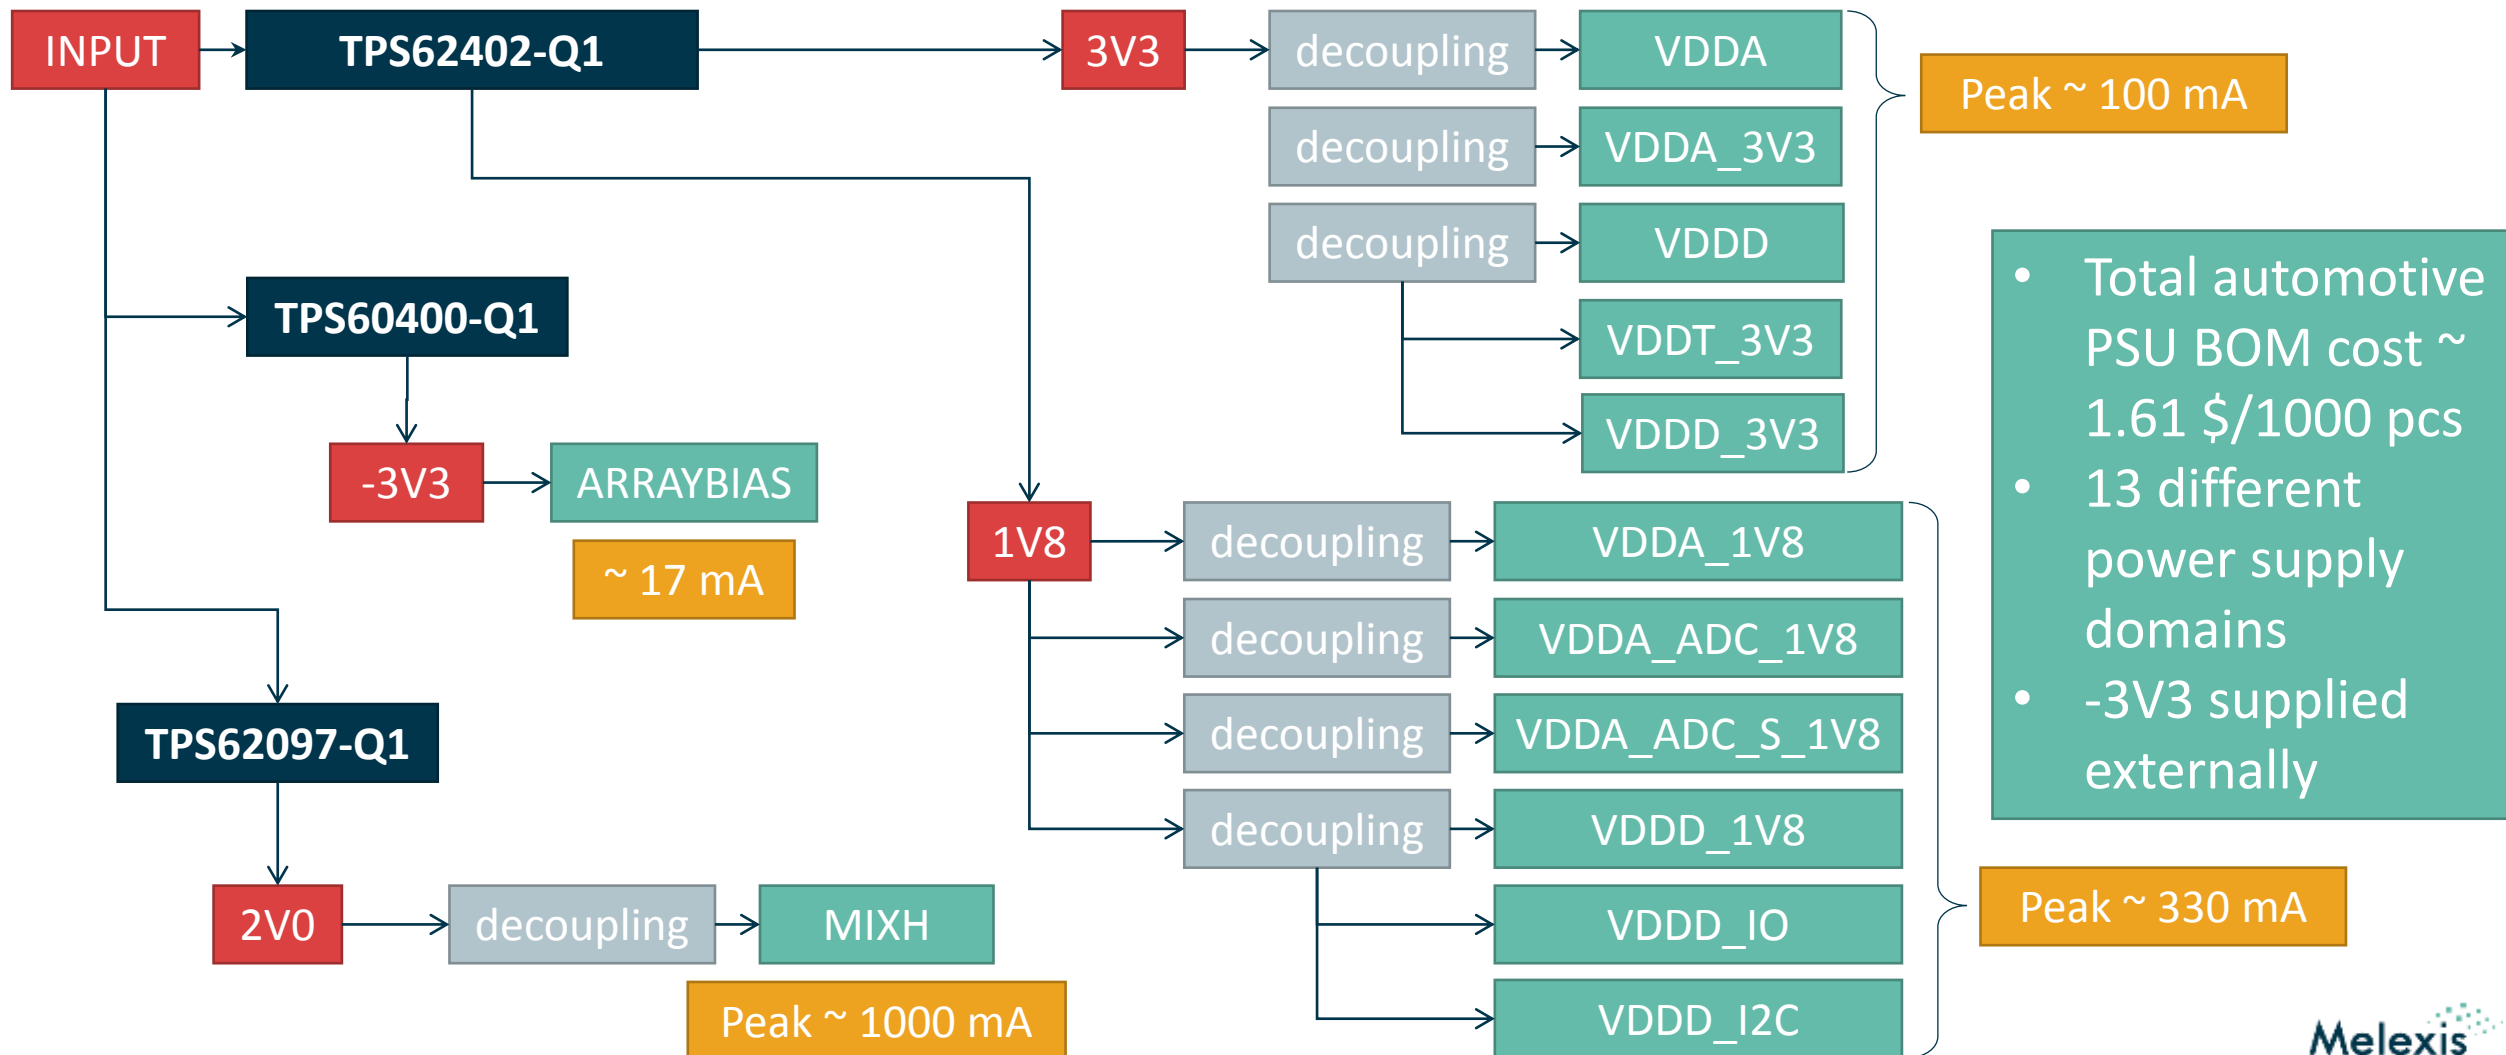 INPUT
TPS62402-Q1
3V3
decoupling
VDDA
Peak ~ 100 mA
decoupling
VDDA_3V3
decoupling
VDDD
VDDT_3V3
VDDD_3V3
TPS60400-Q1
-3V3
ARRAYBIAS
~ 17 mA
1V8
decoupling
VDDA_1V8
decoupling
VDDA_ADC_1V8
decoupling
VDDA_ADC_S_1V8
decoupling
VDDD_1V8
VDDD_IO
VDDD_I2C
Peak ~ 330 mA
TPS62097-Q1
2V0
decoupling
MIXH
Peak ~ 1000 mA
• Total automotive
PSU BOM cost ~
1.61 $/1000 pcs
• 13 different
power supply
domains
• -3V3 supplied
externally
Melexis